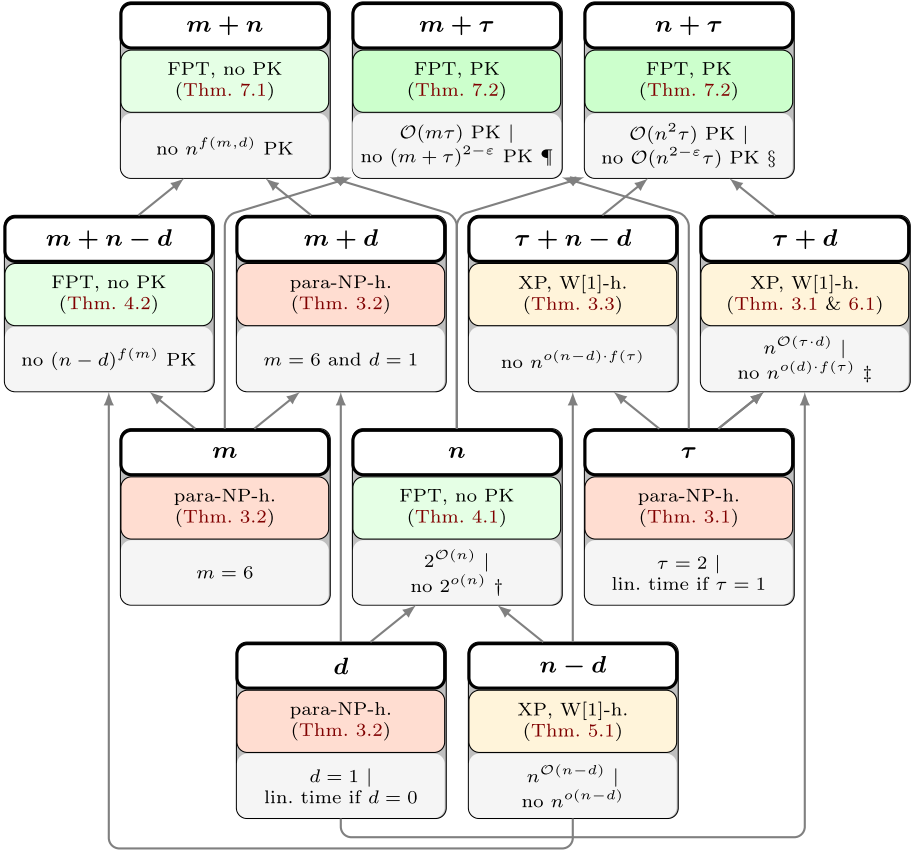 m + n
FPT, no PK
(Thm. 7.1)
no n^{f(m,d)} PK
m + τ
FPT, PK
(Thm. 7.2)
𝒪(mτ) PK |
no (m + τ)^{2−ε} PK ¶
n + τ
FPT, PK
(Thm. 7.2)
𝒪(n²τ) PK |
no 𝒪(n^{2−ε}τ) PK §
m + n − d
FPT, no PK
(Thm. 4.2)
no (n − d)^{f(m)} PK
m + d
para-NP-h.
(Thm. 3.2)
m = 6 and d = 1
τ + n − d
XP, W[1]-h.
(Thm. 3.3)
no n^{o(n−d)·f(τ)}
τ + d
XP, W[1]-h.
(Thm. 3.1 & 6.1)
n^{𝒪(τ·d)} |
no n^{o(d)·f(τ)} ‡
m
para-NP-h.
(Thm. 3.2)
m = 6
n
FPT, no PK
(Thm. 4.1)
2^{𝒪(n)} |
no 2^{o(n)} †
τ
para-NP-h.
(Thm. 3.1)
τ = 2 |
lin. time if τ = 1
d
para-NP-h.
(Thm. 3.2)
d = 1 |
lin. time if d = 0
n − d
XP, W[1]-h.
(Thm. 5.1)
n^{𝒪(n−d)} |
no n^{o(n−d)}